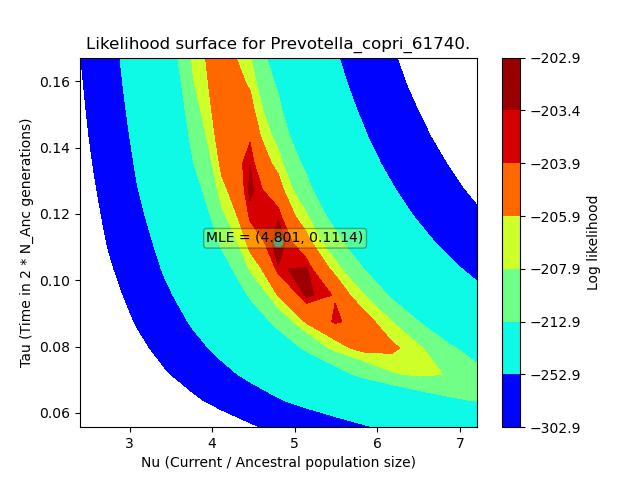 Likelihood surface for Prevotella_copri_61740.
Tau (Time in 2 * N_Anc generations)
0.16
0.14
0.12
0.10
0.08
0.06
MLE = (4.801, 0.1114)
3 4 5 6 7
Nu (Current / Ancestral population size)
−202.9
−203.4
−203.9
−205.9
−207.9
−212.9
−252.9
−302.9
Log likelihood